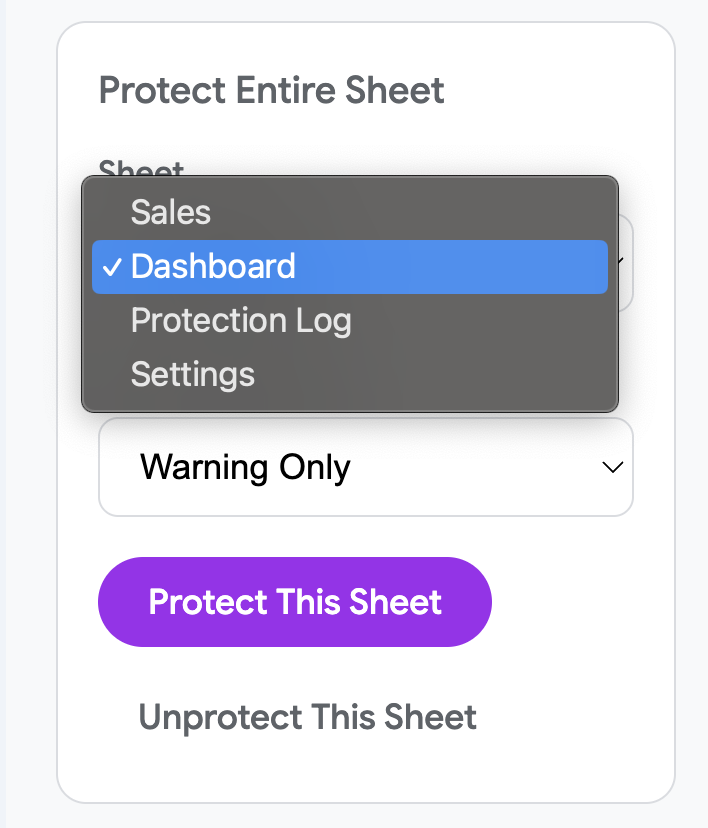 Protect Entire Sheet
Sheet
Sales
✓ Dashboard
Protection Log
Settings
Warning Only
Protect This Sheet
Unprotect This Sheet